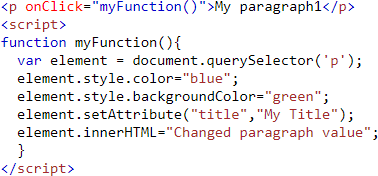 <p onClick="myFunction()">My paragraph1</p>
<script>
function myFunction(){
  var element = document.querySelector('p');
  element.style.color="blue";
  element.style.backgroundColor="green";
  element.setAttribute("title","My Title");
  element.innerHTML="Changed paragraph value";
  }
</script>